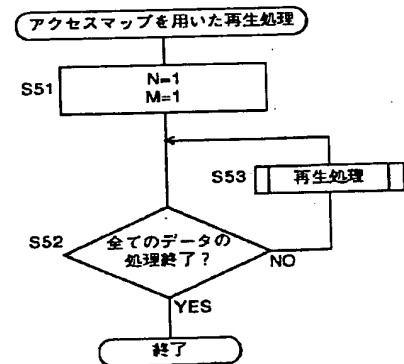 アクセスマップを用いた再生処理
S51
N=1
M=1
S53
再生処理
S52
全てのデータの
処理終了?
NO
YES
終了